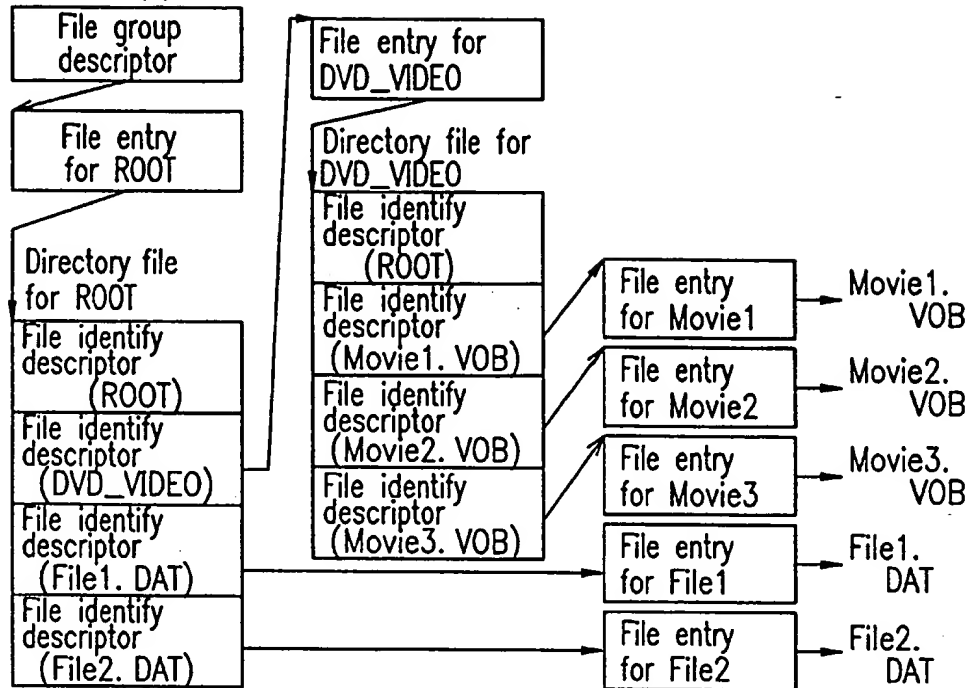 File group
descriptor
File entry
for ROOT
Directory file
for ROOT
File identify
descriptor
(ROOT)
File identify
descriptor
(DVD_VIDEO)
File identify
descriptor
(File1. DAT)
File identify
descriptor
(File2. DAT)
File entry for
DVD_VIDEO
Directory file for
DVD_VIDEO
File identify
descriptor
(ROOT)
File identify
descriptor
(Movie1. VOB)
File identify
descriptor
(Movie2. VOB)
File identify
descriptor
(Movie3. VOB)
File entry
for Movie1
Movie1.
VOB
File entry
for Movie2
Movie2.
VOB
File entry
for Movie3
Movie3.
VOB
File entry
for File1
File1.
DAT
File entry
for File2
File2.
DAT